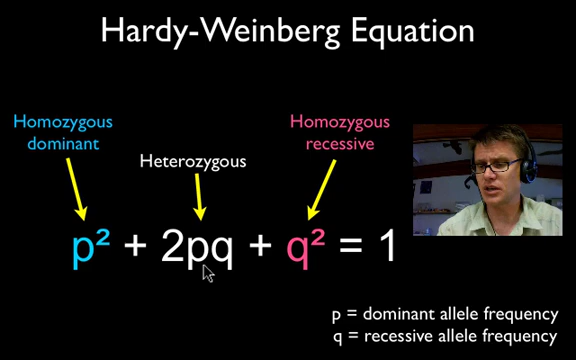 Hardy-Weinberg Equation
Homozygous
dominant
Heterozygous
Homozygous
recessive
p² + 2pq + q² = 1
p = dominant allele frequency
q = recessive allele frequency